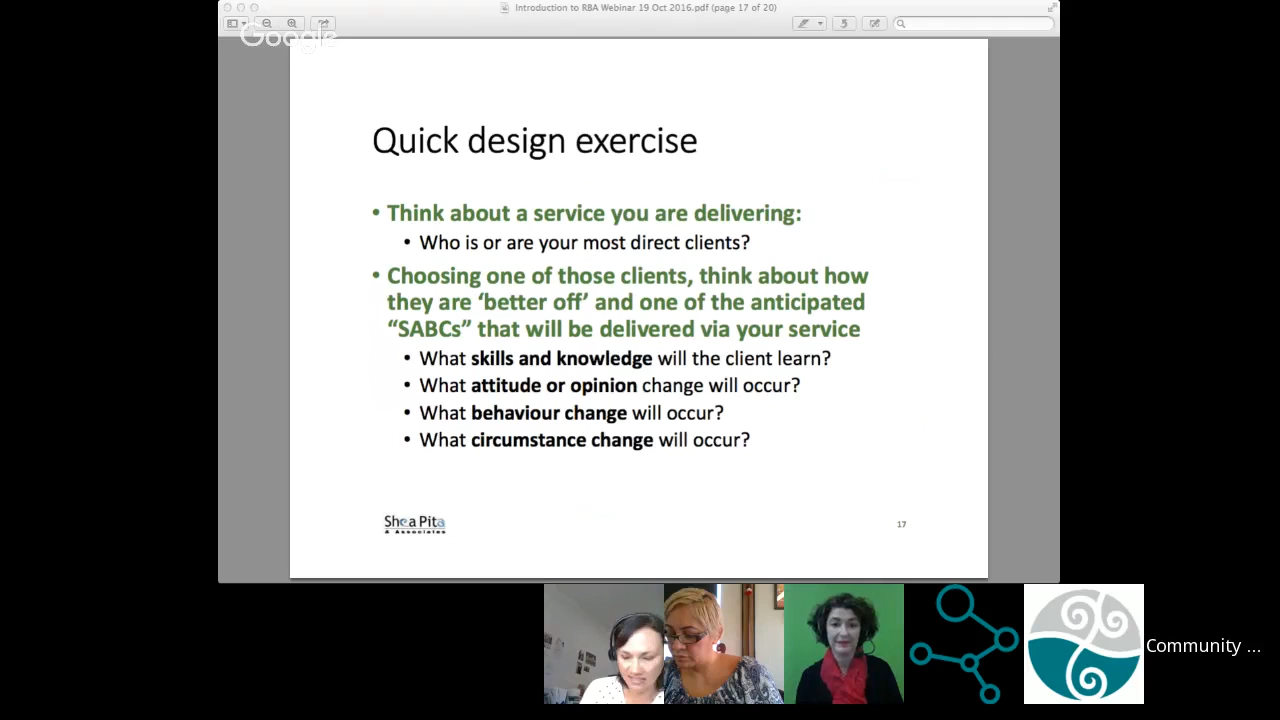 Introduction to RBA Webinar 19 Oct 2016.pdf (page 17 of 20)
Google
Quick design exercise
• Think about a service you are delivering:
• Who is or are your most direct clients?
• Choosing one of those clients, think about how
they are ‘better off’ and one of the anticipated
“SABCs” that will be delivered via your service
• What skills and knowledge will the client learn?
• What attitude or opinion change will occur?
• What behaviour change will occur?
• What circumstance change will occur?
Shea Pita
& Associates
17
Community ...